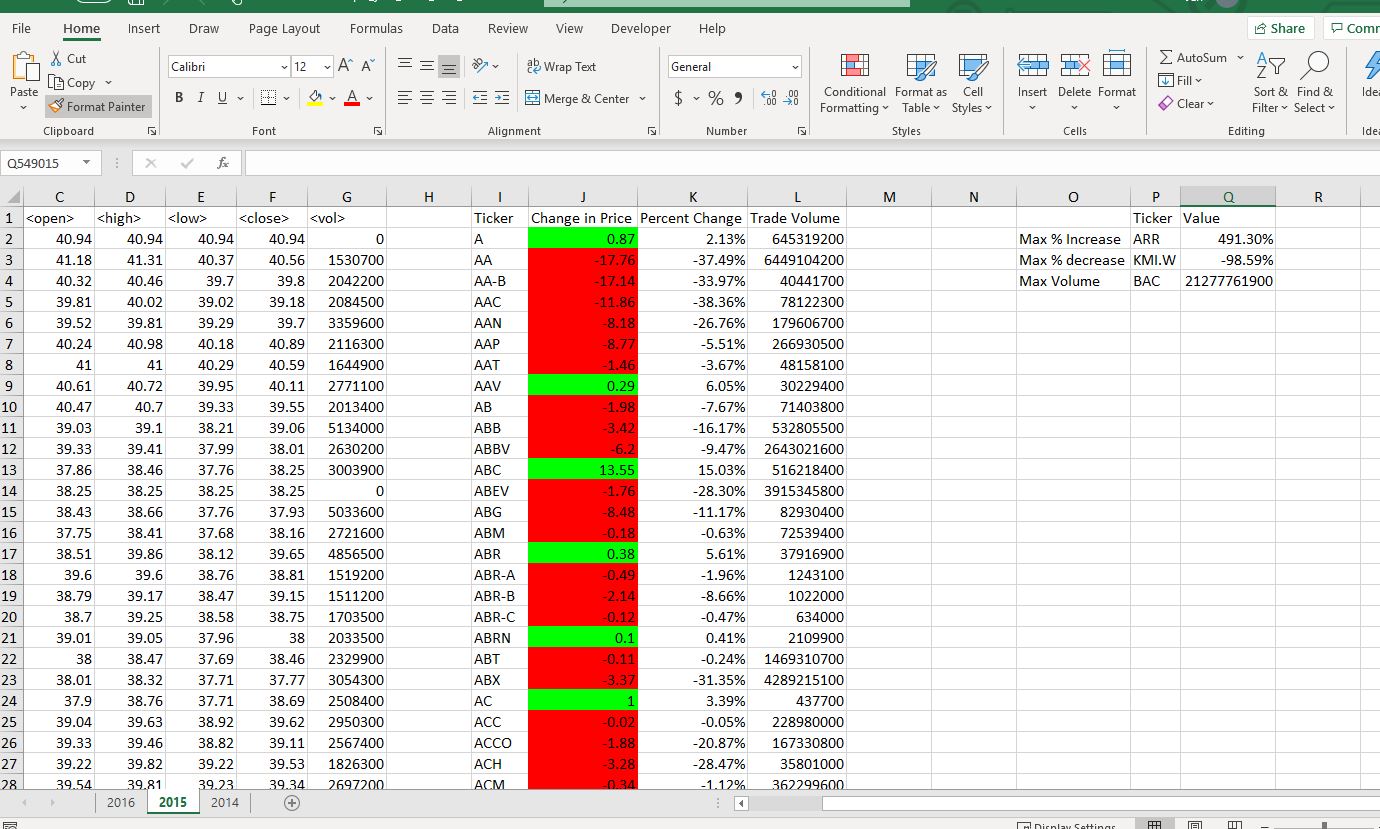 File Home Insert Draw Page Layout Formulas Data Review View Developer Help Share Comm
Paste Cut Calibri 12 Wrap Text General Conditional Formatting Format as Table Cell Styles Insert Delete Format AutoSum Sort & Filter Find & Select
Copy Fill
Format Painter B I U A Merge & Center $ % Clear
Clipboard Font Alignment Number Styles Cells Editing
Q549015 fx
C D E F G H I J K L M N O P Q R
1 <open> <high> <low> <close> <vol> Ticker Change in Price Percent Change Trade Volume Ticker Value
2 40.94 40.94 40.94 40.94 0 A 0.87 2.13% 645319200 Max % Increase ARR 491.30%
3 41.18 41.31 40.37 40.56 1530700 AA -17.76 -37.49% 6449104200 Max % decrease KMI.W -98.59%
4 40.32 40.46 39.7 39.8 2042200 AA-B -17.14 -33.97% 40441700 Max Volume BAC 21277761900
5 39.81 40.02 39.02 39.18 2084500 AAC -11.86 -38.36% 78122300
6 39.52 39.81 39.29 39.7 3359600 AAN -8.18 -26.76% 179606700
7 40.24 40.98 40.18 40.89 2116300 AAP -8.77 -5.51% 266930500
8 41 41 40.29 40.59 1644900 AAT -1.46 -3.67% 48158100
9 40.61 40.72 39.95 40.11 2771100 AAV 0.29 6.05% 30229400
10 40.47 40.7 39.33 39.55 2013400 AB -1.98 -7.67% 71403800
11 39.03 39.1 38.21 39.06 5134000 ABB -3.42 -16.17% 532805500
12 39.33 39.41 37.99 38.01 2630200 ABBV -6.2 -9.47% 2643021600
13 37.86 38.46 37.76 38.25 3003900 ABC 13.55 15.03% 516218400
14 38.25 38.25 38.25 38.25 0 ABEV -1.76 -28.30% 3915345800
15 38.43 38.66 37.76 37.93 5033600 ABG -8.48 -11.17% 82930400
16 37.75 38.41 37.68 38.16 2721600 ABM -0.18 -0.63% 72539400
17 38.51 39.86 38.12 39.65 4856500 ABR 0.38 5.61% 37916900
18 39.6 39.6 38.76 38.81 1519200 ABR-A -0.49 -1.96% 1243100
19 38.79 39.17 38.47 39.15 1511200 ABR-B -2.14 -8.66% 1022000
20 38.7 39.25 38.58 38.75 1703500 ABR-C -0.12 -0.47% 634000
21 39.01 39.05 37.96 38 2033500 ABRN 0.1 0.41% 2109900
22 38 38.47 37.69 38.46 2329900 ABT -0.11 -0.24% 1469310700
23 38.01 38.32 37.71 37.77 3054300 ABX -3.37 -31.35% 4289215100
24 37.9 38.76 37.71 38.69 2508400 AC 1 3.39% 437700
25 39.04 39.63 38.92 39.62 2950300 ACC -0.02 -0.05% 228980000
26 39.33 39.46 38.82 39.11 2567400 ACCO -1.88 -20.87% 167330800
27 39.22 39.82 39.22 39.53 1826300 ACH -3.28 -28.47% 35801000
28 39.54 39.81 39.23 39.34 2697200 ACM -0.34 -1.12% 362299600
2016 2015 2014
Display Settings